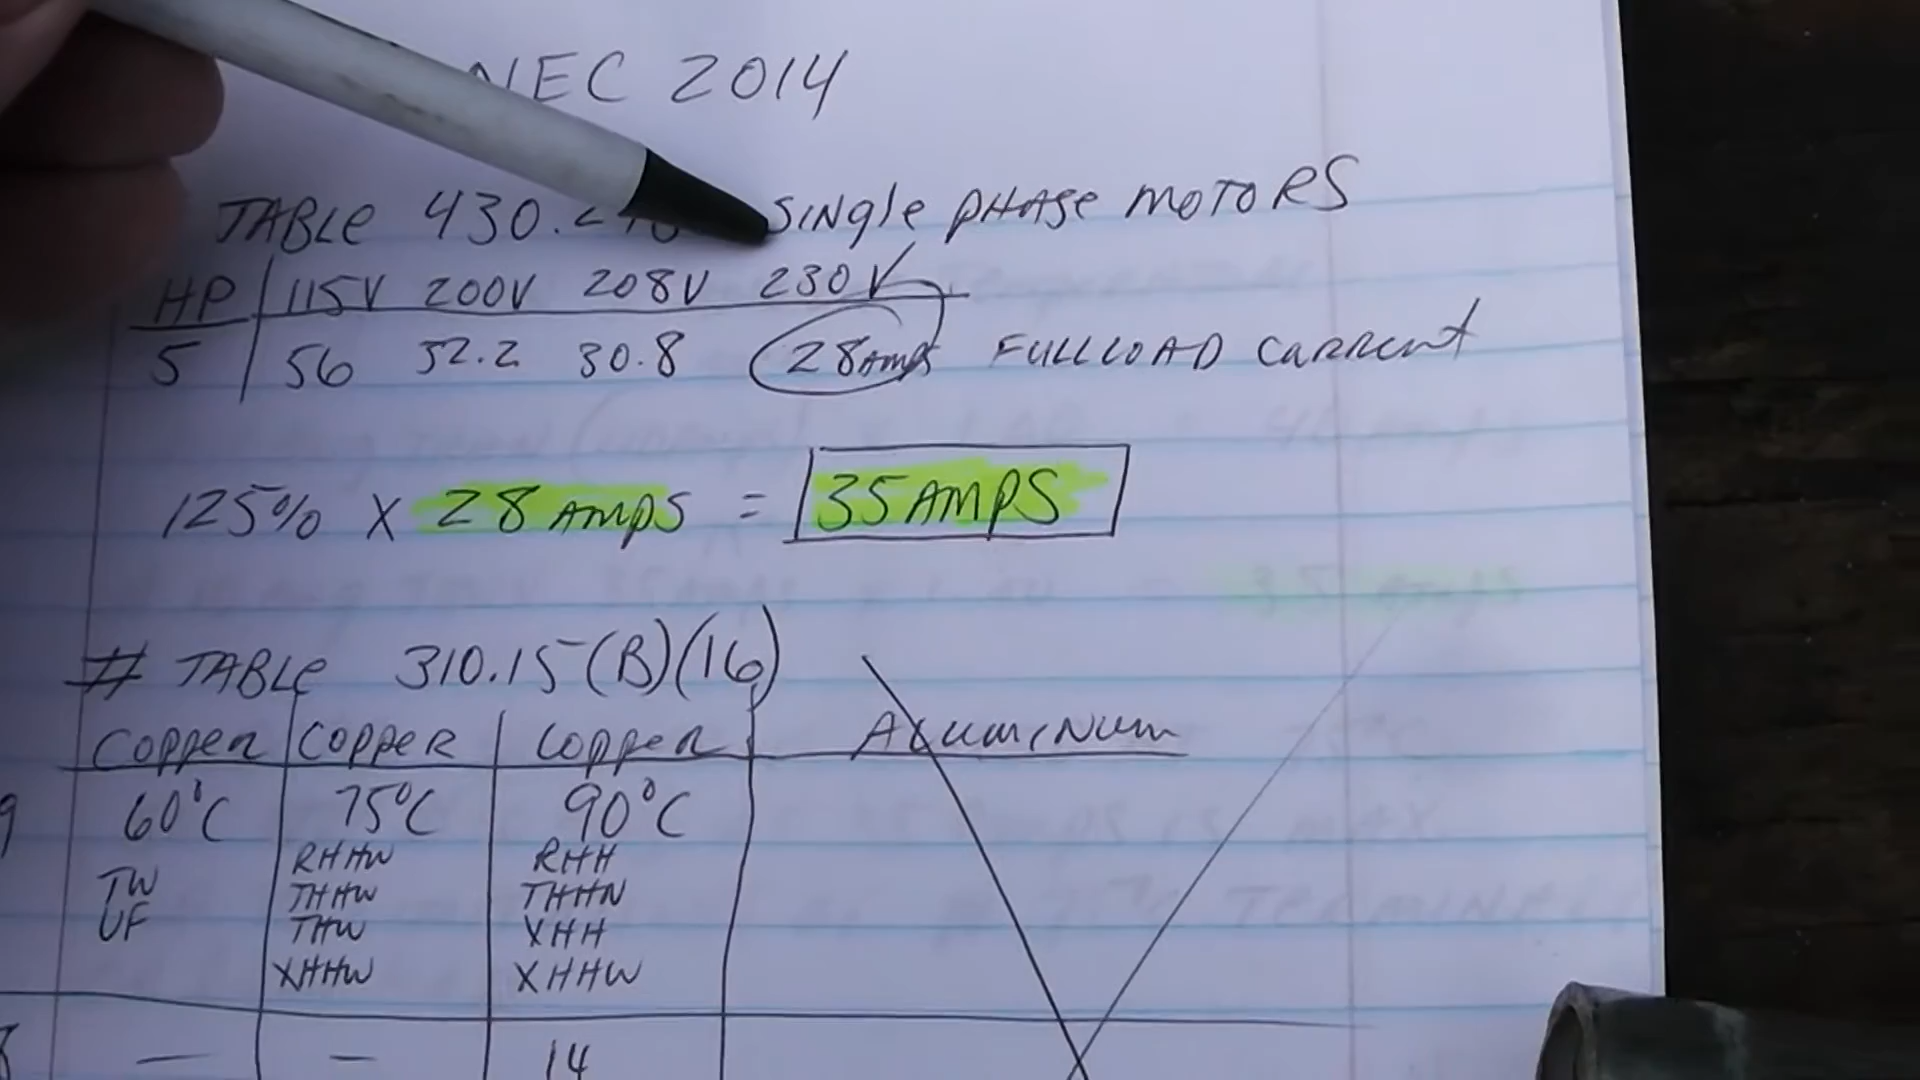 NEC 2014
TABLE 430. SINGLE PHASE MOTORS
HP 115V 200V 208V 230V
5 56 32.2 30.8 28 Amps FULL LOAD CURRENT
125% X 28 AMPS = 35 AMPS
# TABLE 310.15(B)(16)
COPPER COPPER COPPER ALUMINUM
60°C 75°C 90°C
TW RHHW RHH
UF THHW THHN
THW XHH
XHHW XHHW
— — 14